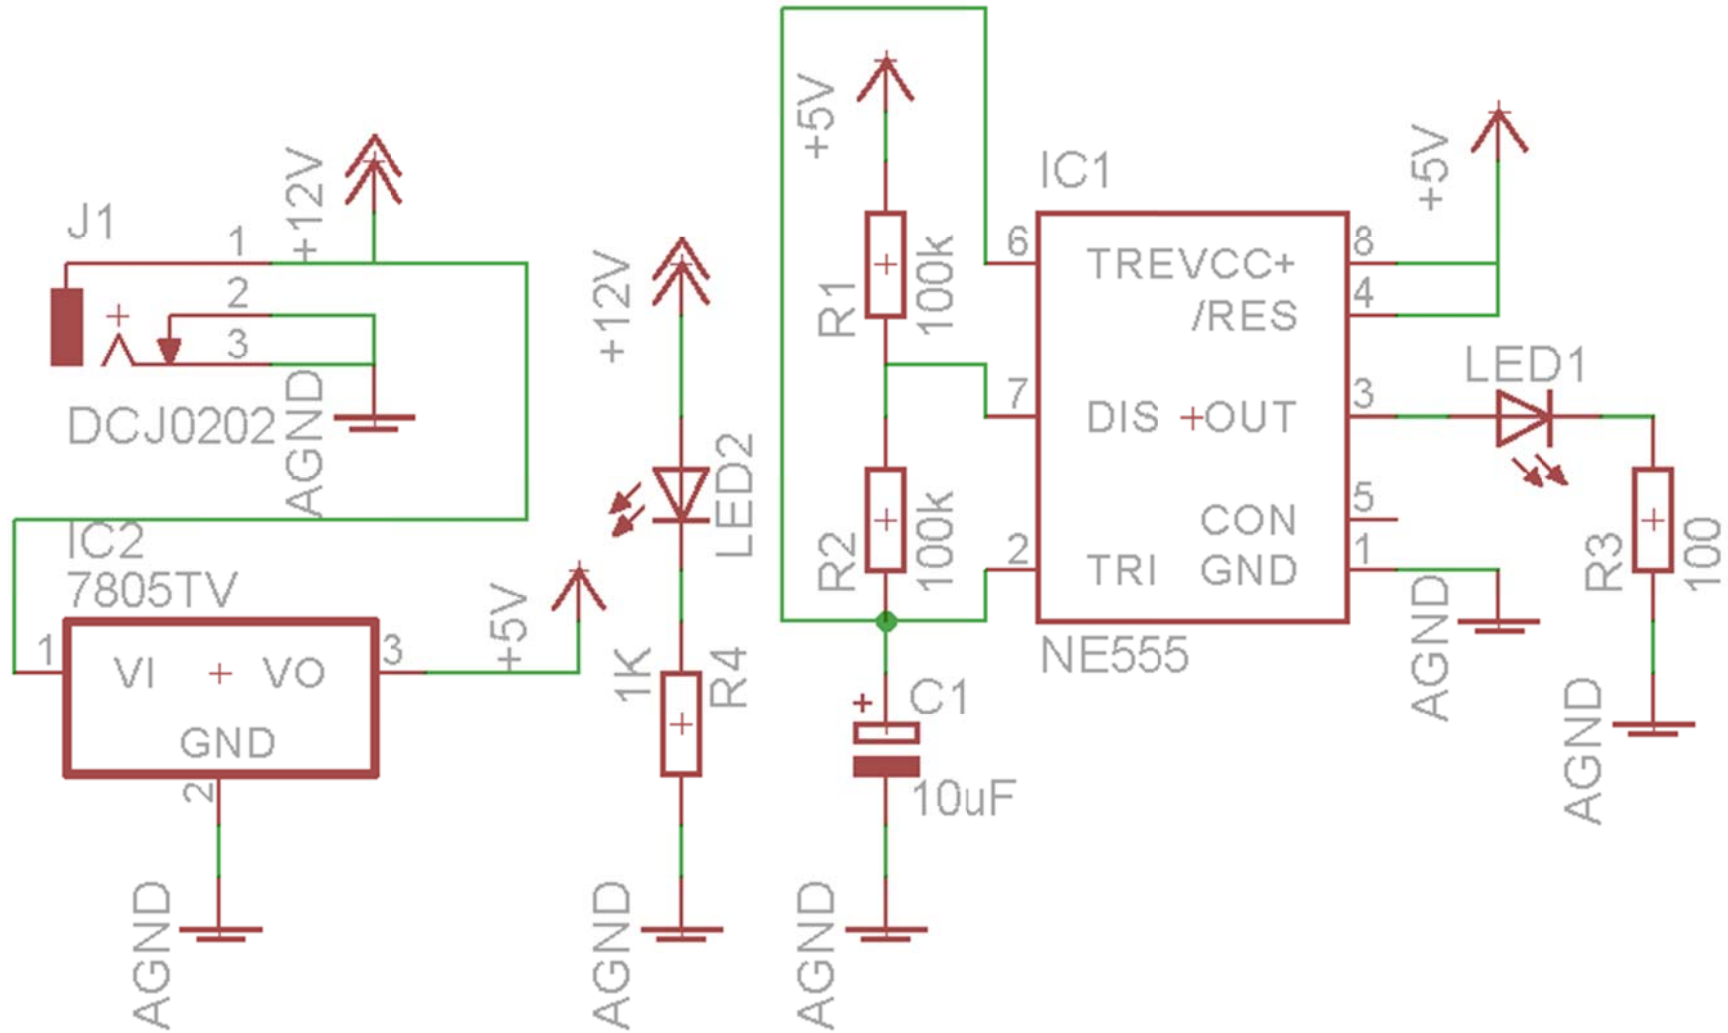 J1
1
2
3
+12V
DCJ0202
AGND
IC2
7805TV
1
VI
VO
3
GND
2
+5V
AGND
+12V
LED2
1K
R4
AGND
+5V
R1
100k
R2
100k
C1
10uF
AGND
IC1
6
TREVCC+
8
/RES
4
7
DIS
OUT
3
CON
5
2
TRI
GND
1
NE555
+5V
AGND
LED1
R3
100
AGND